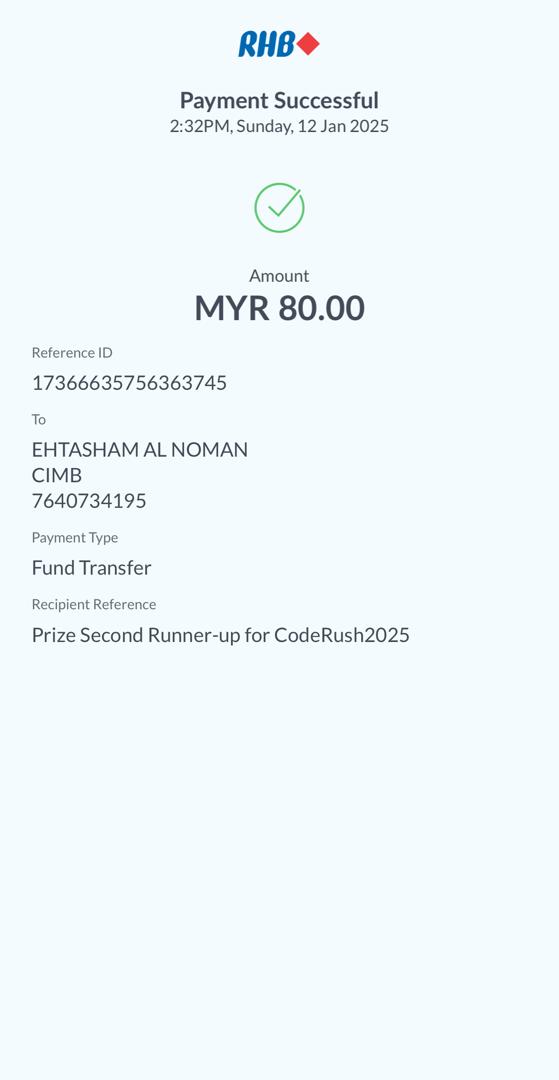 RHB
Payment Successful
2:32PM, Sunday, 12 Jan 2025
Amount
MYR 80.00
Reference ID
17366635756363745
To
EHTASHAM AL NOMAN
CIMB
7640734195
Payment Type
Fund Transfer
Recipient Reference
Prize Second Runner-up for CodeRush2025